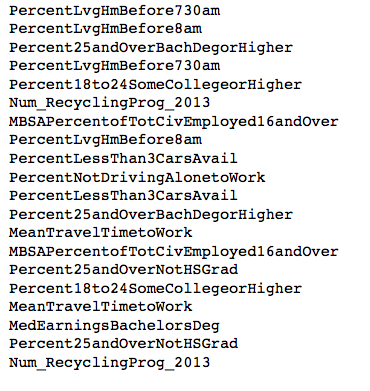 PercentLvgHmBefore730am
PercentLvgHmBefore8am
Percent25andOverBachDegorHigher
PercentLvgHmBefore730am
Percent18to24SomeCollegeorHigher
Num_RecyclingProg_2013
MBSAPercentofTotCivEmployed16andOver
PercentLvgHmBefore8am
PercentLessThan3CarsAvail
PercentNotDrivingAlonetoWork
PercentLessThan3CarsAvail
Percent25andOverBachDegorHigher
MeanTravelTimetoWork
MBSAPercentofTotCivEmployed16andOver
Percent25andOverNotHSGrad
Percent18to24SomeCollegeorHigher
MeanTravelTimetoWork
MedEarningsBachelorsDeg
Percent25andOverNotHSGrad
Num_RecyclingProg_2013